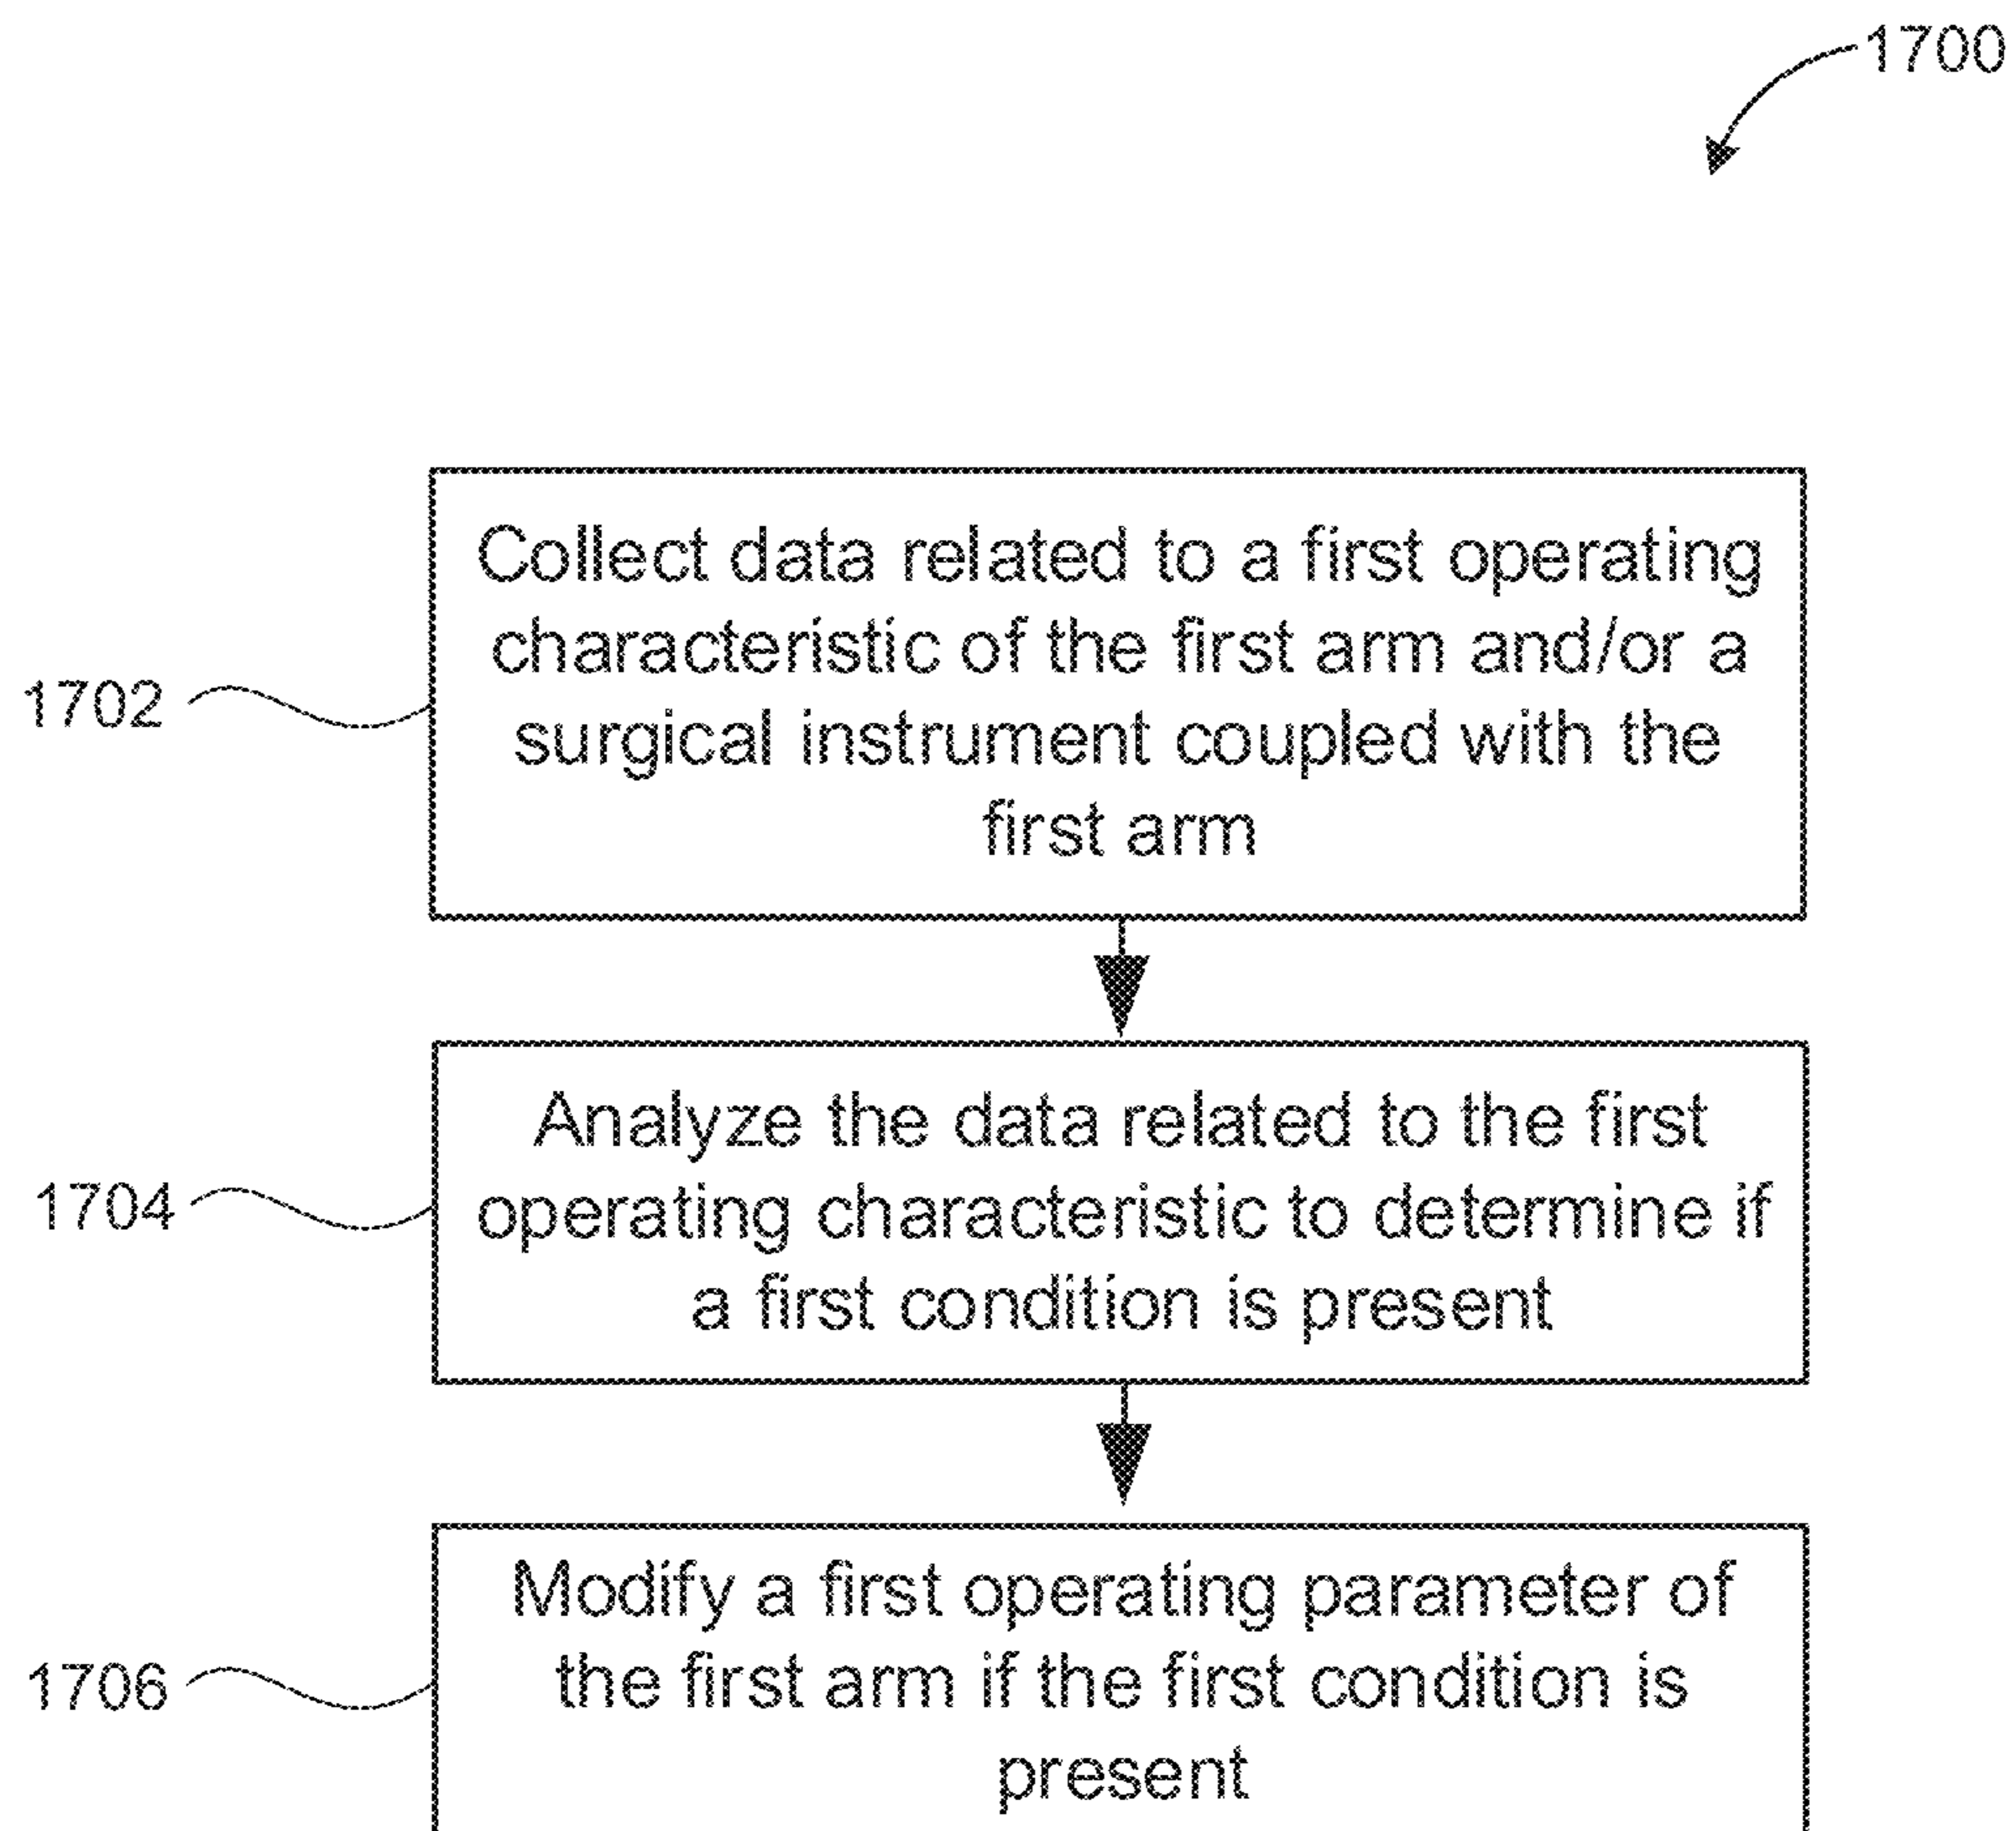 1700
Collect data related to a first operating
characteristic of the first arm and/or a
surgical instrument coupled with the
first arm
1702
Analyze the data related to the first
operating characteristic to determine if
a first condition is present
1704
Modify a first operating parameter of
the first arm if the first condition is
present
1706